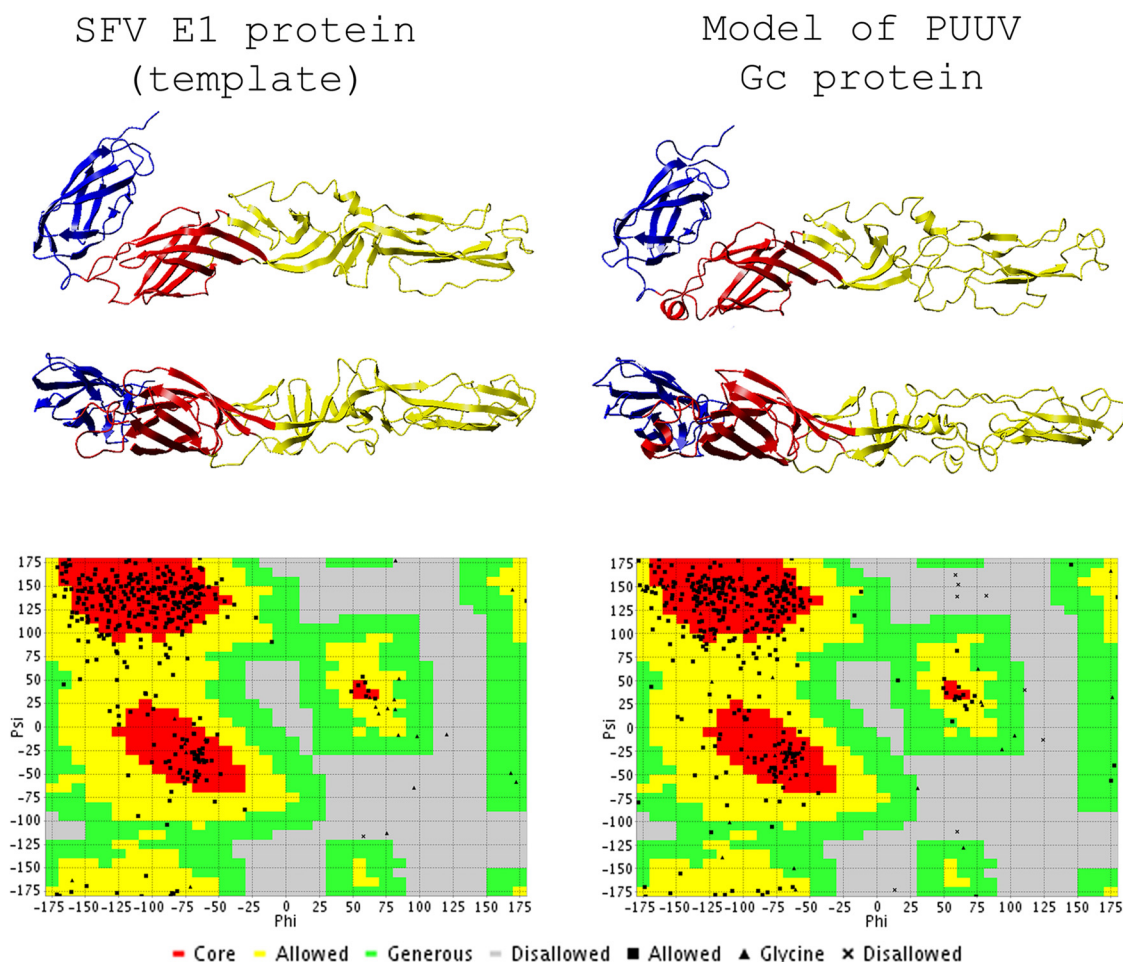 SFV E1 protein
(template)
Model of PUUV
Gc protein
175
150
125
100
75
50
25
0
-25
-50
-75
-100
-125
-150
-175
Psi
-175 -150 -125 -100 -75 -50 -25 0 25 50 75 100 125 150 175
Phi
175
150
125
100
75
50
25
0
-25
-50
-75
-100
-125
-150
-175
Psi
-175 -150 -125 -100 -75 -50 -25 0 25 50 75 100 125 150 175
Phi
Core Allowed Generous Disallowed Allowed Glycine Disallowed